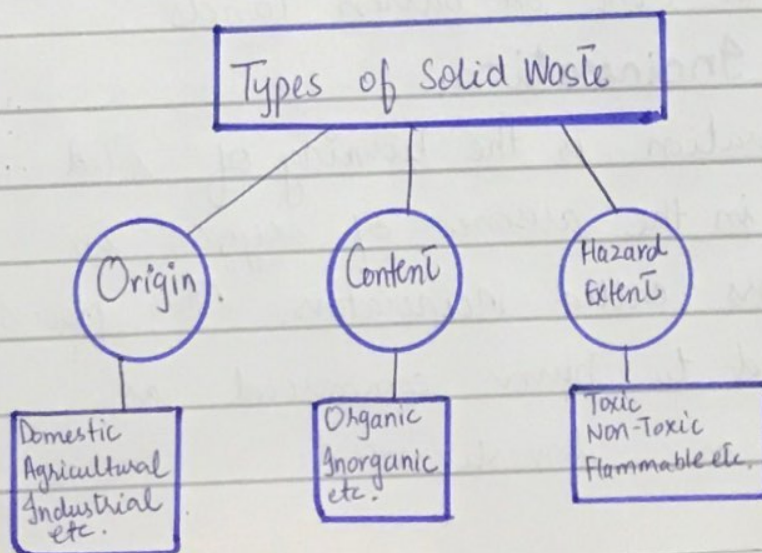 Types of Solid Waste
Origin.
Content
Hazard
Extent
Domestic
Agricultural
Industrial
etc.
Organic
Inorganic
etc.
Toxic
Non-Toxic
Flammable etc.